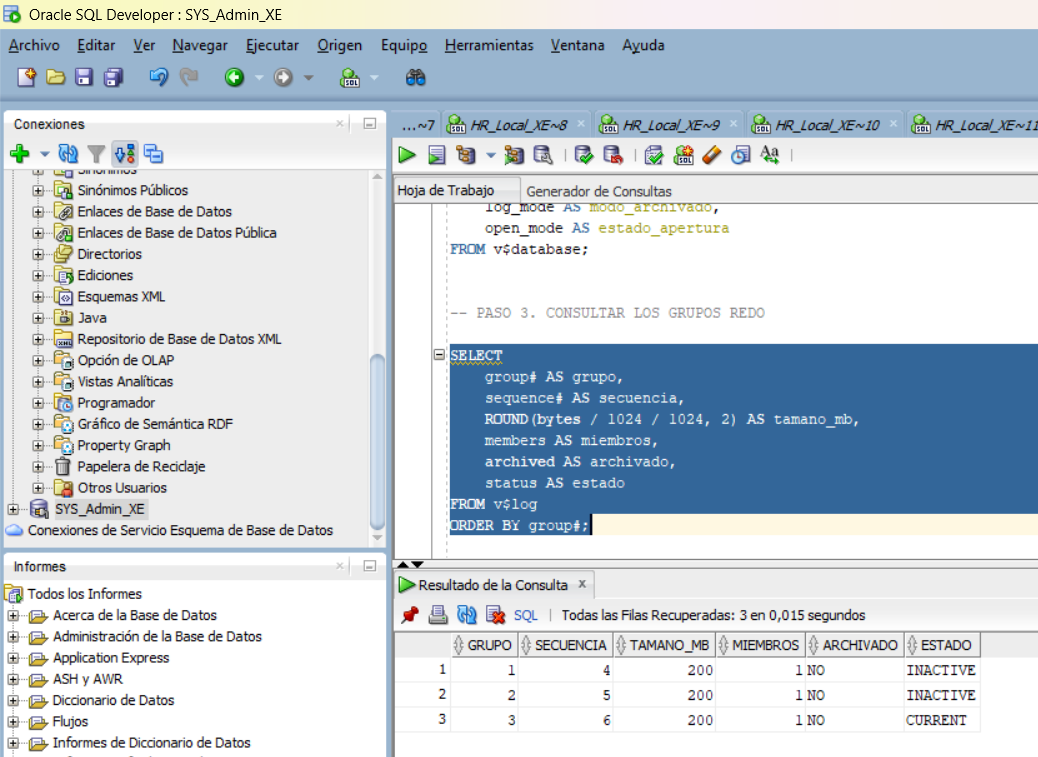 Oracle SQL Developer : SYS_Admin_XE
Archivo Editar Ver Navegar Ejecutar Origen Equipo Herramientas Ventana Ayuda
Conexiones
Sinónimos
Sinónimos Públicos
Enlaces de Base de Datos
Enlaces de Base de Datos Pública
Directorios
Ediciones
Esquemas XML
Java
Repositorio de Base de Datos XML
Opción de OLAP
Vistas Analíticas
Programador
Gráfico de Semántica RDF
Property Graph
Papelera de Reciclaje
Otros Usuarios
SYS_Admin_XE
Conexiones de Servicio Esquema de Base de Datos
Informes
Todos los Informes
Acerca de la Base de Datos
Administración de la Base de Datos
Application Express
ASH y AWR
Diccionario de Datos
Flujos
Informes de Diccionario de Datos
...~7 HR_Local_XE~8 HR_Local_XE~9 HR_Local_XE~10 HR_Local_XE~11
Hoja de Trabajo Generador de Consultas
log_mode AS modo_archivado,
open_mode AS estado_apertura
FROM v$database;
-- PASO 3. CONSULTAR LOS GRUPOS REDO
SELECT
group# AS grupo,
sequence# AS secuencia,
ROUND(bytes / 1024 / 1024, 2) AS tamano_mb,
members AS miembros,
archived AS archivado,
status AS estado
FROM v$log
ORDER BY group#;
Resultado de la Consulta x
SQL | Todas las Filas Recuperadas: 3 en 0,015 segundos
GRUPO SECUENCIA TAMANO_MB MIEMBROS ARCHIVADO ESTADO
1 1 4 200 1 NO INACTIVE
2 2 5 200 1 NO INACTIVE
3 3 6 200 1 NO CURRENT